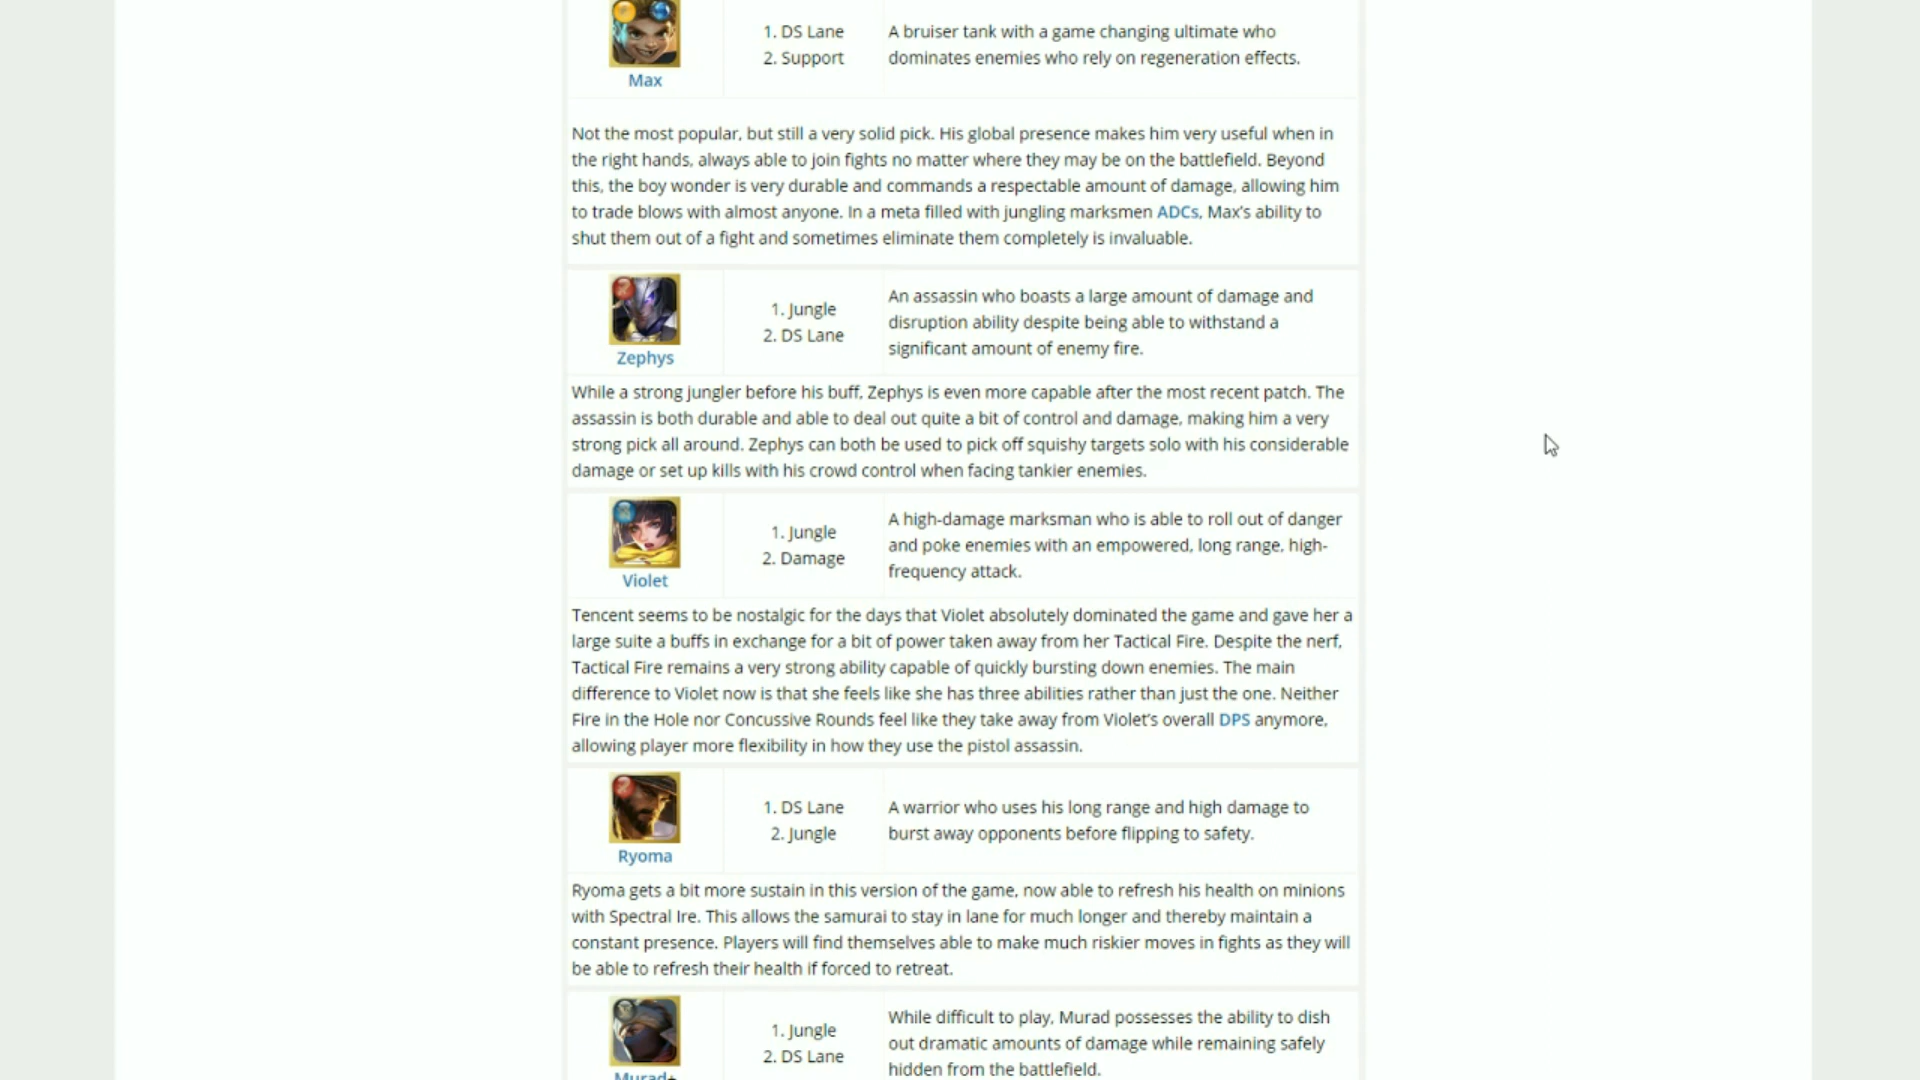 Max
1. DS Lane
2. Support
A bruiser tank with a game changing ultimate who
dominates enemies who rely on regeneration effects.
Not the most popular, but still a very solid pick. His global presence makes him very useful when in
the right hands, always able to join fights no matter where they may be on the battlefield. Beyond
this, the boy wonder is very durable and commands a respectable amount of damage, allowing him
to trade blows with almost anyone. In a meta filled with jungling marksmen ADCs, Max's ability to
shut them out of a fight and sometimes eliminate them completely is invaluable.
Zephys
1. Jungle
2. DS Lane
An assassin who boasts a large amount of damage and
disruption ability despite being able to withstand a
significant amount of enemy fire.
While a strong jungler before his buff, Zephys is even more capable after the most recent patch. The
assassin is both durable and able to deal out quite a bit of control and damage, making him a very
strong pick all around. Zephys can both be used to pick off squishy targets solo with his considerable
damage or set up kills with his crowd control when facing tankier enemies.
Violet
1. Jungle
2. Damage
A high-damage marksman who is able to roll out of danger
and poke enemies with an empowered, long range, high-
frequency attack.
Tencent seems to be nostalgic for the days that Violet absolutely dominated the game and gave her a
large suite a buffs in exchange for a bit of power taken away from her Tactical Fire. Despite the nerf,
Tactical Fire remains a very strong ability capable of quickly bursting down enemies. The main
difference to Violet now is that she feels like she has three abilities rather than just the one. Neither
Fire in the Hole nor Concussive Rounds feel like they take away from Violet's overall DPS anymore,
allowing player more flexibility in how they use the pistol assassin.
Ryoma
1. DS Lane
2. Jungle
A warrior who uses his long range and high damage to
burst away opponents before flipping to safety.
Ryoma gets a bit more sustain in this version of the game, now able to refresh his health on minions
with Spectral Ire. This allows the samurai to stay in lane for much longer and thereby maintain a
constant presence. Players will find themselves able to make much riskier moves in fights as they will
be able to refresh their health if forced to retreat.
Murad+
1. Jungle
2. DS Lane
While difficult to play, Murad possesses the ability to dish
out dramatic amounts of damage while remaining safely
hidden from the battlefield.